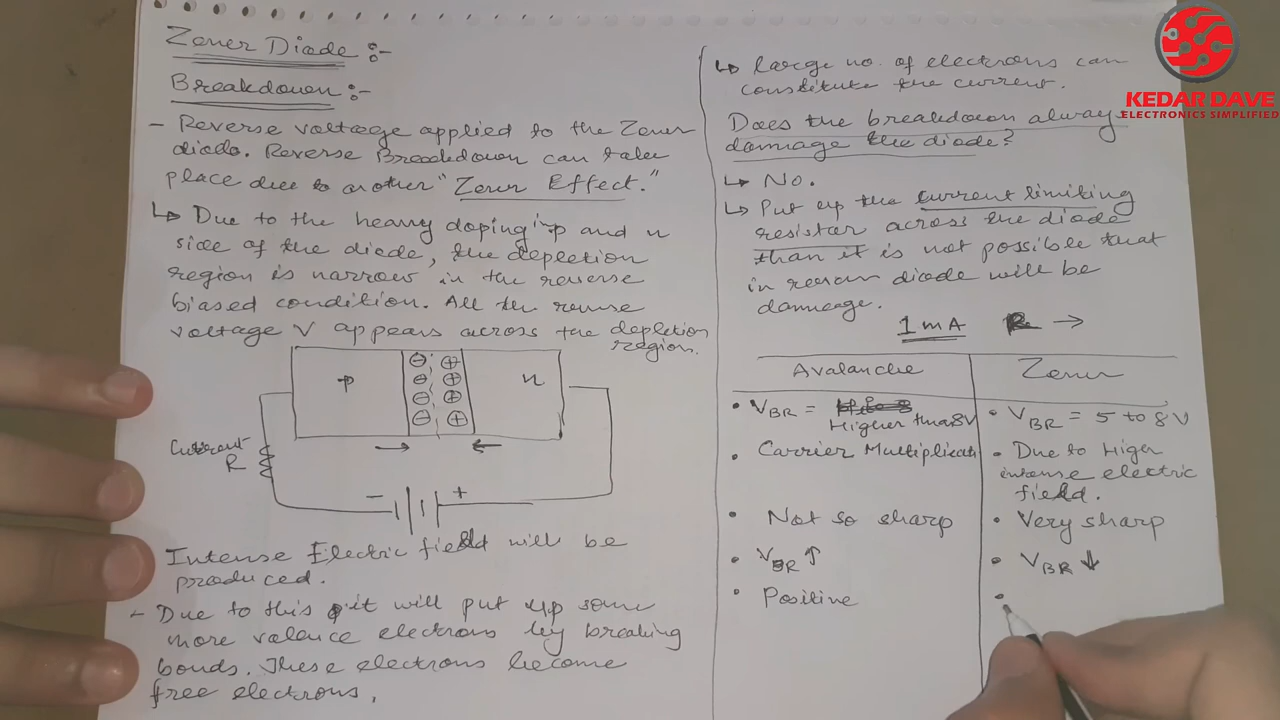 Zener Diode :-
Breakdown :-
- Reverse voltage applied to the Zener
diode. Reverse Breakdown can take
place due to another "Zener Effect."
↳ Due to the heavy doping in p and n
side of the diode, the depletion
region is narrow in the reverse
biased condition. All the reverse
voltage V appears across the depletion
region.
p
n
⊖ ⊕
⊖ ⊕
⊖ ⊕
⊖ ⊕
→ ←
Current
R
- +
Intense Electric field will be
produced.
- Due to this it will put up some
more valence electrons by breaking
bonds. These electrons become
free electrons.
↳ Large no. of electrons can
constitute the current.
Does the breakdown always
damage the diode?
↳ No.
↳ Put up the current limiting
resister across the diode
than it is not possible that
in diode will be
damage.
1mA R →
Avalanche Zener
• VBR = Higher than 8V
• Carrier Multiplicati
• Not so sharp
• VBR ↑
• Positive
• VBR = 5 to 8V
• Due to Higer
intense electric
field.
• Very sharp
• VBR ↓
•
KEDAR DAVE
ELECTRONICS SIMPLIFIED